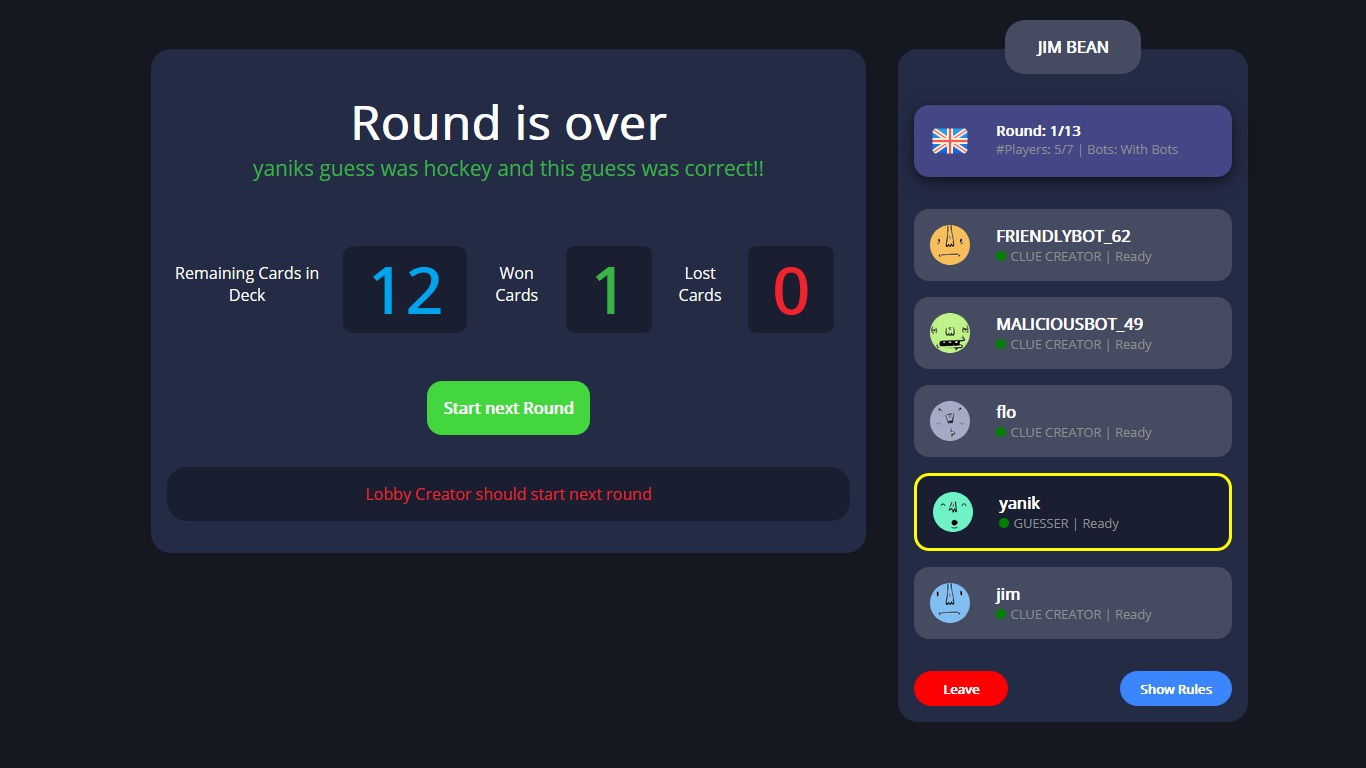 Round is over
yaniks guess was hockey and this guess was correct!!
Remaining Cards in
Deck
12
Won
Cards
1
Lost
Cards
0
Start next Round
Lobby Creator should start next round
JIM BEAN
Round: 1/13
#Players: 5/7 | Bots: With Bots
FRIENDLYBOT_62
CLUE CREATOR | Ready
MALICIOUSBOT_49
CLUE CREATOR | Ready
flo
CLUE CREATOR | Ready
yanik
GUESSER | Ready
jim
CLUE CREATOR | Ready
Leave
Show Rules